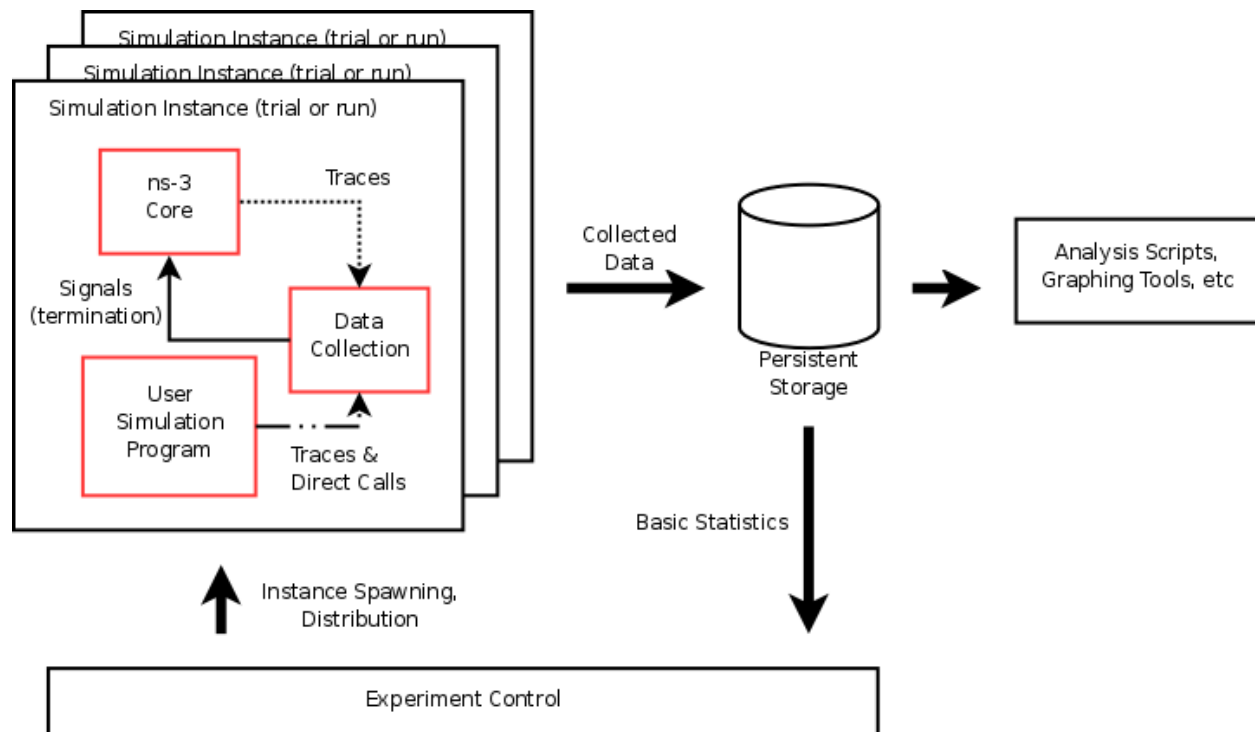 Simulation Instance (trial or run)
Simulation Instance (trial or run)
Simulation Instance (trial or run)
ns-3
Core
Traces
Signals
(termination)
Data
Collection
User
Simulation
Program
Traces &
Direct Calls
Collected
Data
Persistent
Storage
Analysis Scripts,
Graphing Tools, etc
Basic Statistics
Instance Spawning,
Distribution
Experiment Control